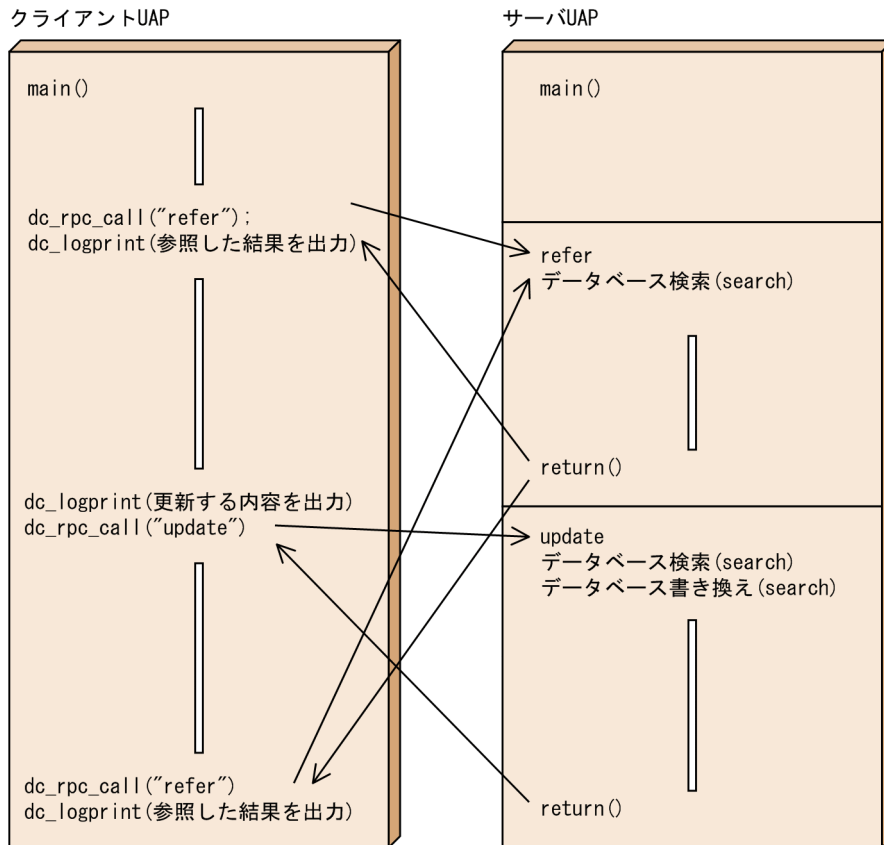 クライアントUAP
main()
dc_rpc_call("refer");
dc_logprint(参照した結果を出力)
dc_logprint(更新する内容を出力)
dc_rpc_call("update")
dc_rpc_call("refer")
dc_logprint(参照した結果を出力)
サーバUAP
main()
refer
データベース検索(search)
return()
update
データベース検索(search)
データベース書き換え(search)
return()